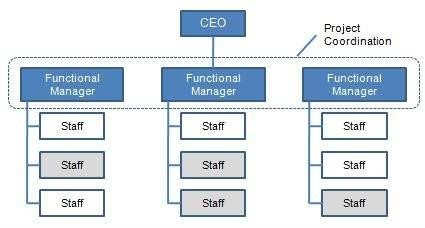 CEO
Project
Coordination
Functional
Manager
Functional
Manager
Functional
Manager
Staff
Staff
Staff
Staff
Staff
Staff
Staff
Staff
Staff